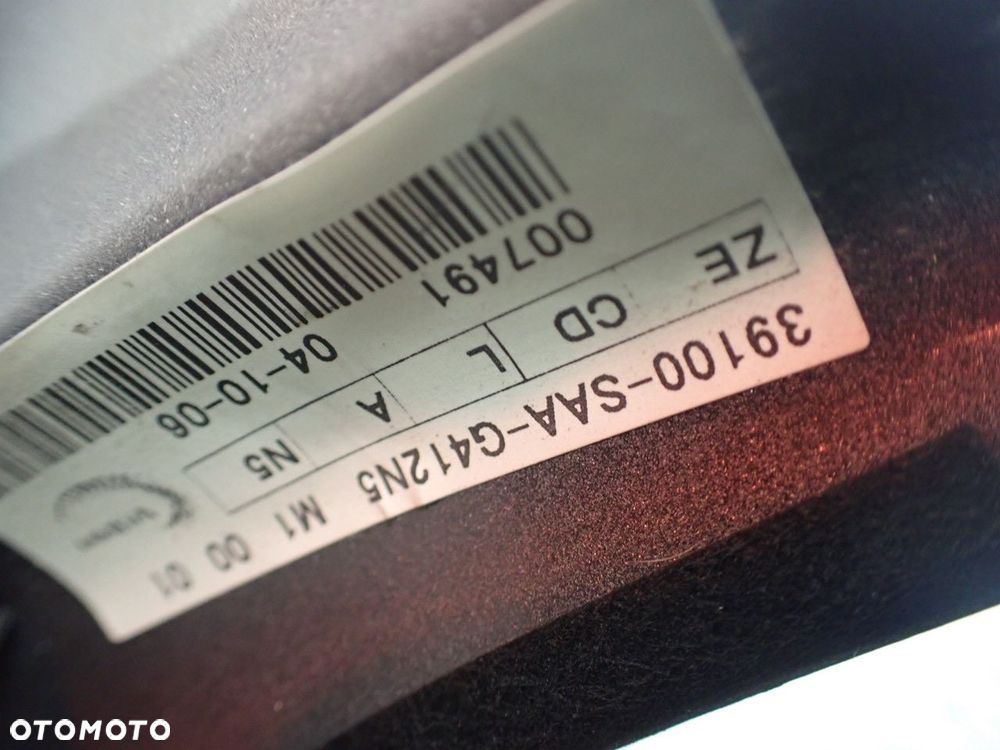 39100-SAA-G412N5 M1 00 01
ZE CD L A N5
007491 04-10-06
OTOMOTO